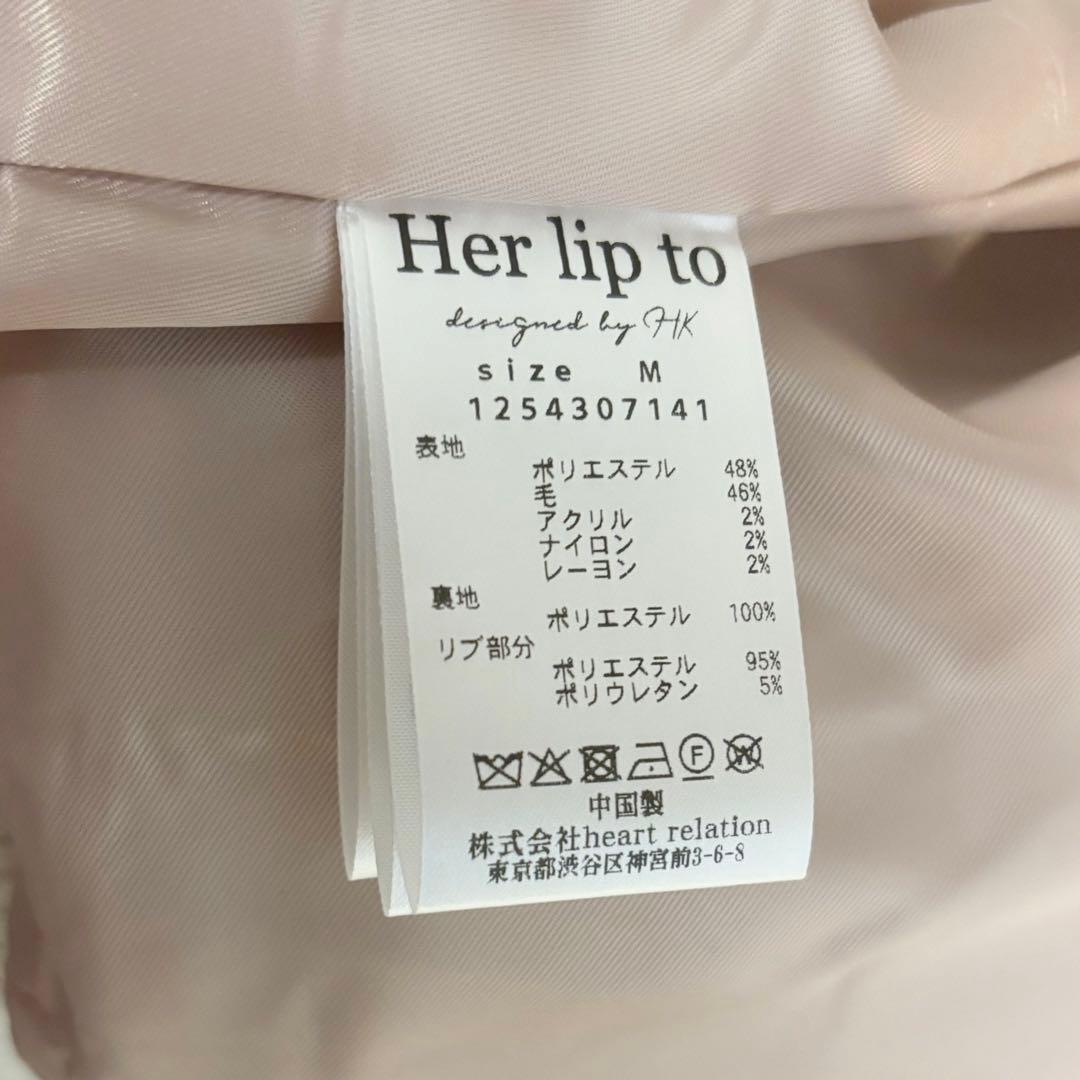 Her lip to
designed by HK
size M
1254307141
表地
ポリエステル 48%
毛 46%
アクリル 2%
ナイロン 2%
レーヨン 2%
裏地
ポリエステル 100%
リブ部分
ポリエステル 95%
ポリウレタン 5%
F W
中国製
株式会社heart relation
東京都渋谷区神宮前3-6-8